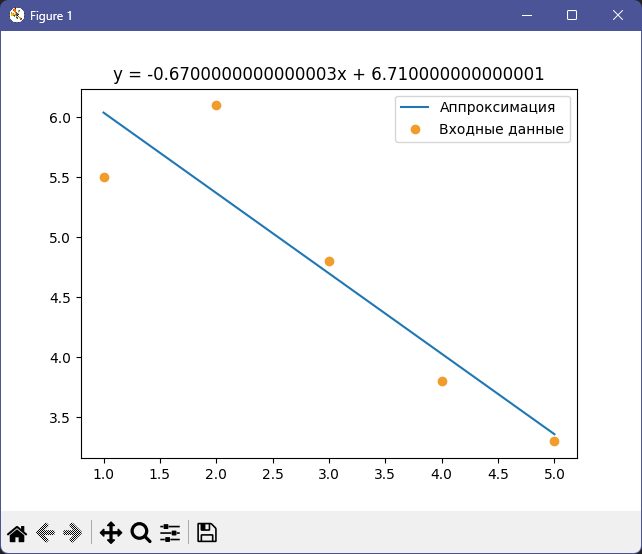 Figure 1
y = -0.6700000000000003x + 6.710000000000001
Аппроксимация
Входные данные
6.0
5.5
5.0
4.5
4.0
3.5
1.0 1.5 2.0 2.5 3.0 3.5 4.0 4.5 5.0